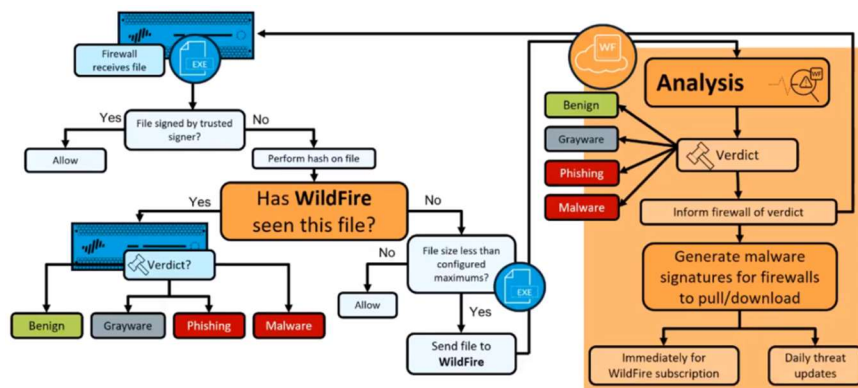 Firewall
receives file
EXE
Yes
File signed by trusted
signer?
No
Allow
Perform hash on file
Yes
Has WildFire
seen this file?
No
Verdict?
Benign
Grayware
Phishing
Malware
File size less than
configured
maximums?
No
EXE
Allow
Yes
Send file to
WildFire
WF
Analysis
WF
Benign
Grayware
Phishing
Malware
Verdict
Inform firewall of verdict
Generate malware
signatures for firewalls
to pull/download
Immediately for
WildFire subscription
Daily threat
updates